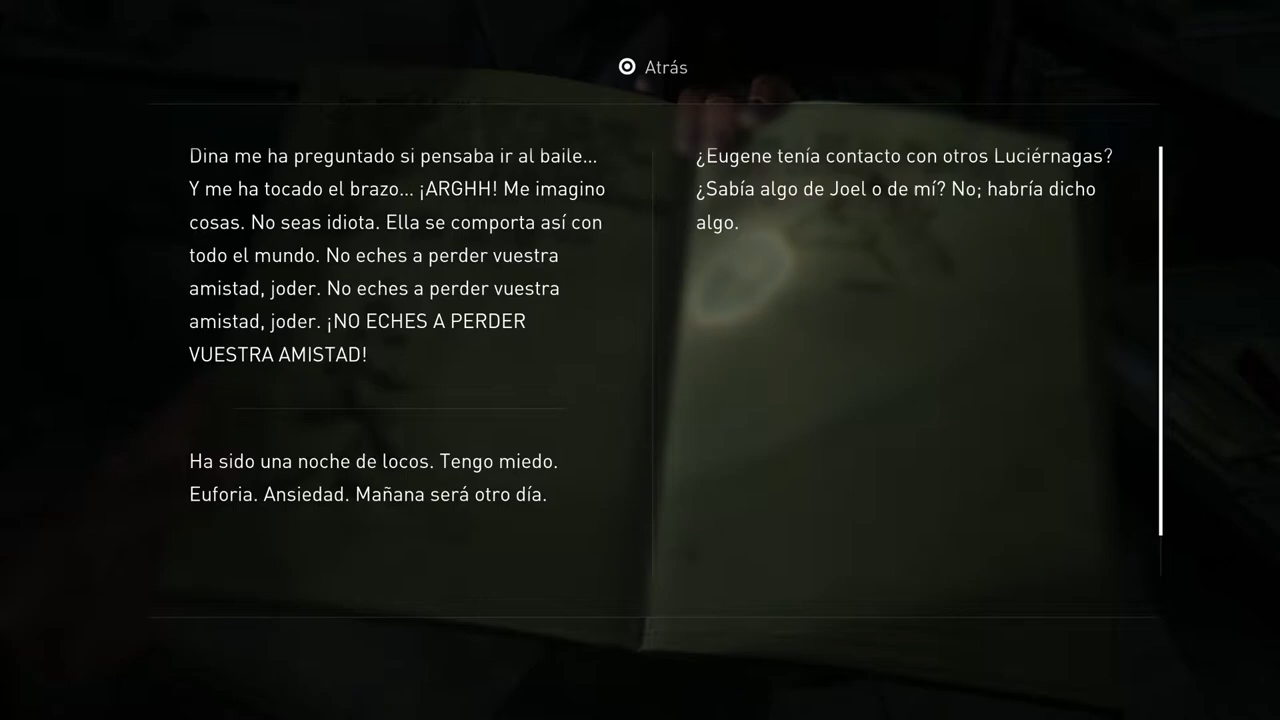 Atrás
Dina me ha preguntado si pensaba ir al baile...
Y me ha tocado el brazo... ¡ARGHH! Me imagino
cosas. No seas idiota. Ella se comporta así con
todo el mundo. No eches a perder vuestra
amistad, joder. No eches a perder vuestra
amistad, joder. ¡NO ECHES A PERDER
VUESTRA AMISTAD!
Ha sido una noche de locos. Tengo miedo.
Euforia. Ansiedad. Mañana será otro día.
¿Eugene tenía contacto con otros Luciérnagas?
¿Sabía algo de Joel o de mí? No; habría dicho
algo.